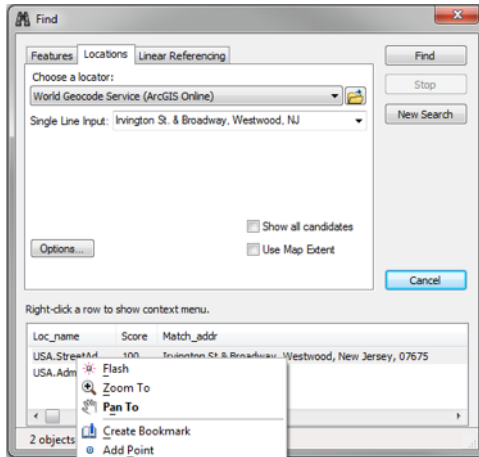 Find
Features Locations Linear Referencing
Find
Choose a locator:
Stop
World Geocode Service (ArcGIS Online)
New Search
Single Line Input: Irvington St. & Broadway, Westwood, NJ
Show all candidates
Options... Use Map Extent
Cancel
Right-click a row to show context menu.
Loc_name Score Match_addr
USA.StreetAd 100 Irvington St & Broadway, Westwood, New Jersey, 07675
USA.Adm
Flash
Zoom To
Pan To
Create Bookmark
2 objects
Add Point